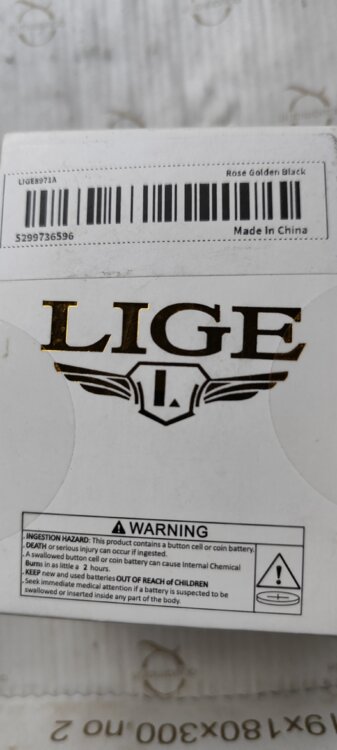 LIGE8971A Rose Golden Black
5299736596 Made In China
LIGE
L
WARNING
INGESTION HAZARD: This product contains a button cell or coin battery.
DEATH or serious injury can occur if ingested.
A swallowed button cell or coin battery can cause Internal Chemical
Burns in as little a 2 hours.
KEEP new and used batteries OUT OF REACH of CHILDREN
Seek immediate medical attention if a battery is suspected to be
swallowed or inserted inside any part of the body.
19x180x300 no 2